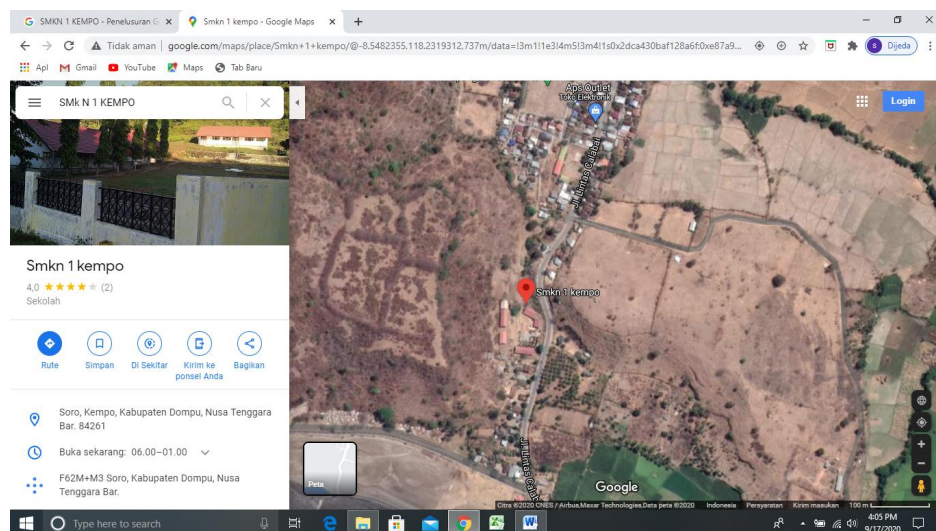 SMKN 1 KEMPO - Penelusuran G
Smkn 1 kempo - Google Maps
Tidak aman
google.com/maps/place/Smkn+1+kempo/@-8.5482355,118.2319312,737m/data=!3m1!1e3!4m5!3m4!1s0x2dca430baf128a6f:0xe87a9...
Dijeda
Apl
Gmail
YouTube
Maps
Tab Baru
SMk N 1 KEMPO
Login
Aps Outlet
Toko Elektronik
Jl. Lintas Calabai
Smkn 1 kempo
4,0 (2)
Sekolah
Smkn 1 kempo
Rute
Simpan
Di Sekitar
Kirim ke
ponsel Anda
Bagikan
Soro, Kempo, Kabupaten Dompu, Nusa Tenggara
Bar. 84261
Buka sekarang: 06.00–01.00
F62M+M3 Soro, Kabupaten Dompu, Nusa
Tenggara Bar.
Peta
Google
Citra ©2020 CNES / Airbus,Maxar Technologies,Data peta ©2020
Indonesia
Persyaratan
Kirim masukan
100 m
Type here to search
4:05 PM
9/17/2020